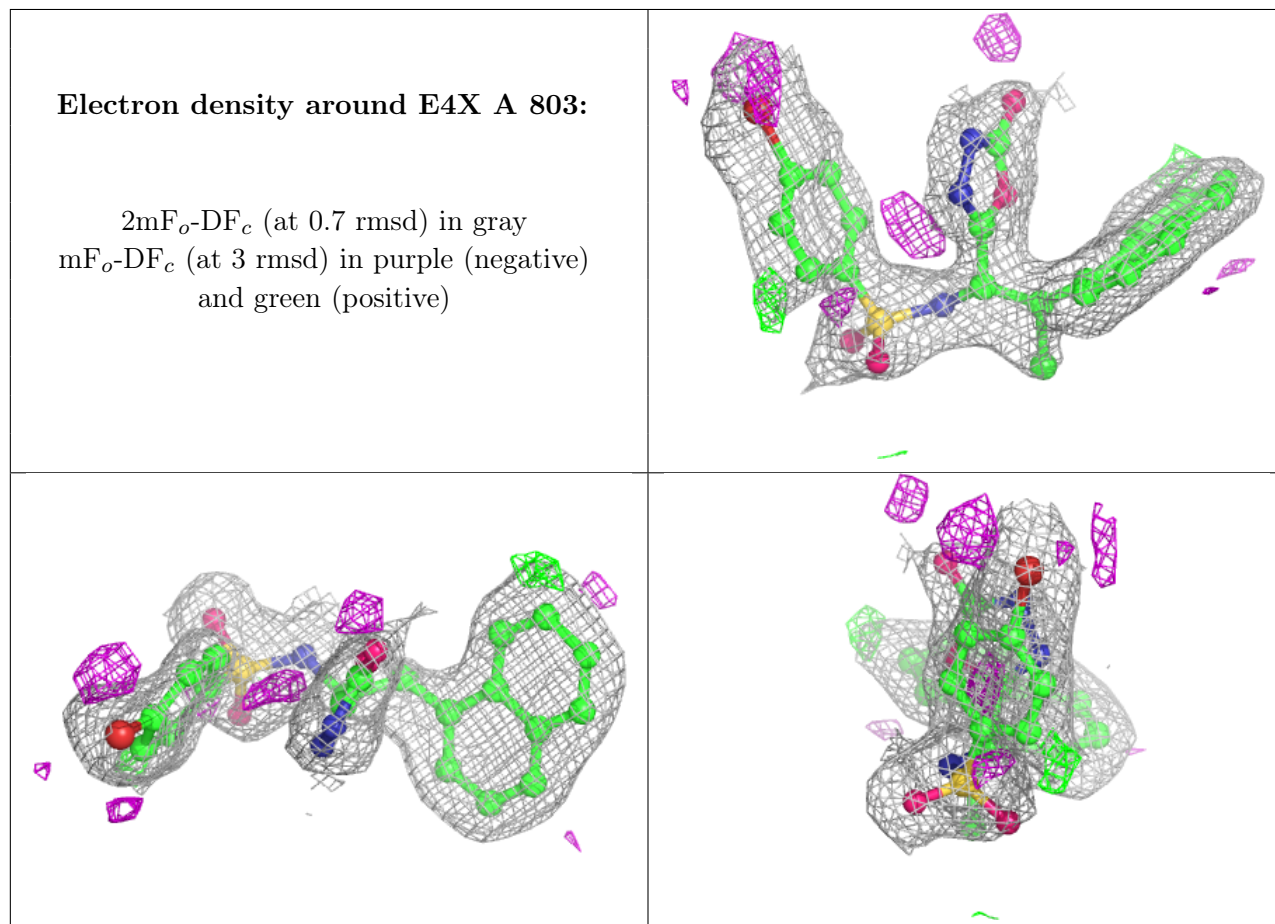 Electron density around E4X A 803:
2mFo-DFc (at 0.7 rmsd) in gray
mFo-DFc (at 3 rmsd) in purple (negative)
and green (positive)